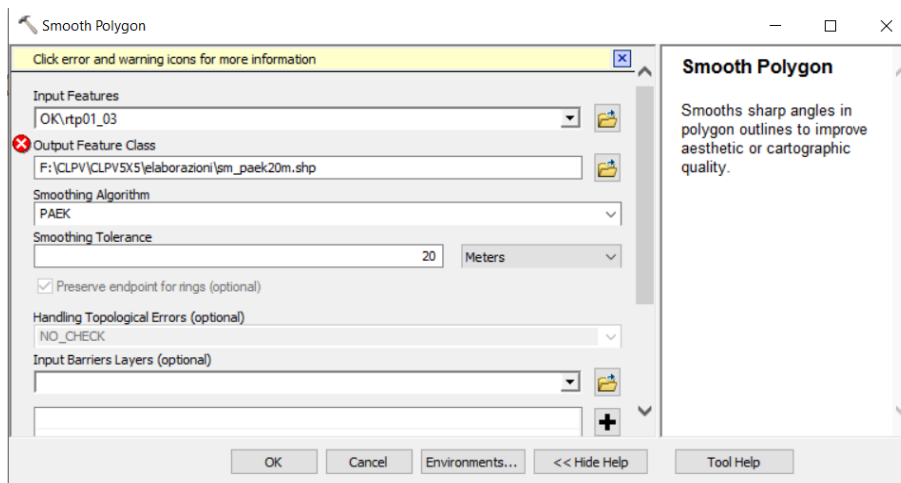 Smooth Polygon
Click error and warning icons for more information
Input Features
OK\rtp01_03
Output Feature Class
F:\CLPV\CLPV5X5\elaborazioni\sm_paek20m.shp
Smoothing Algorithm
PAEK
Smoothing Tolerance
20
Meters
Preserve endpoint for rings (optional)
Handling Topological Errors (optional)
NO_CHECK
Input Barriers Layers (optional)
OK
Cancel
Environments...
<< Hide Help
Tool Help
Smooth Polygon
Smooths sharp angles in
polygon outlines to improve
aesthetic or cartographic
quality.